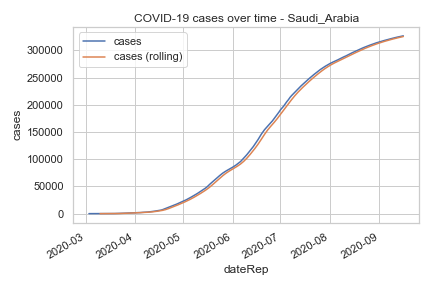 COVID-19 cases over time - Saudi_Arabia
cases
cases (rolling)
300000
250000
200000
150000
100000
50000
0
cases
2020-03
2020-04
2020-05
2020-06
2020-07
2020-08
2020-09
dateRep